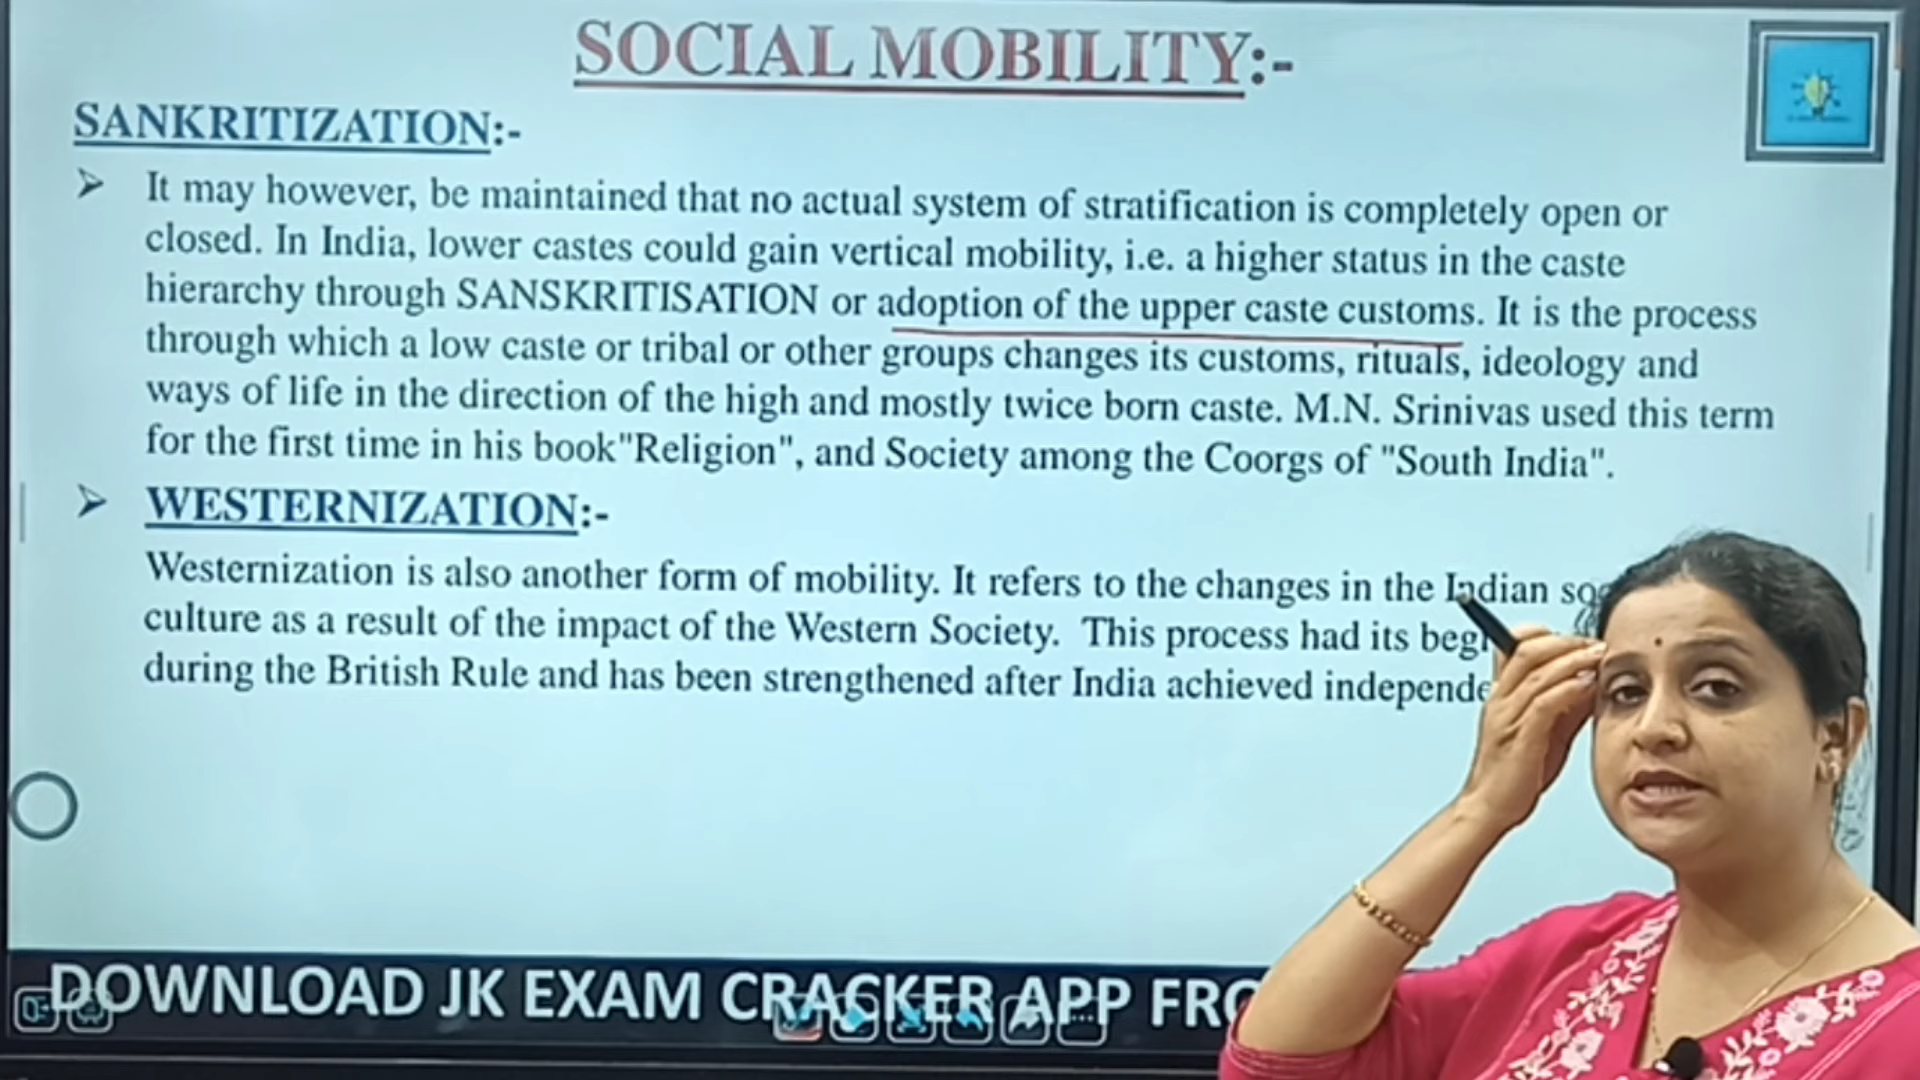 SOCIAL MOBILITY:-
SANKRITIZATION:-
➢ It may however, be maintained that no actual system of stratification is completely open or
closed. In India, lower castes could gain vertical mobility, i.e. a higher status in the caste
hierarchy through SANSKRITISATION or adoption of the upper caste customs. It is the process
through which a low caste or tribal or other groups changes its customs, rituals, ideology and
ways of life in the direction of the high and mostly twice born caste. M.N. Srinivas used this term
for the first time in his book"Religion", and Society among the Coorgs of "South India".
➢ WESTERNIZATION:-
Westernization is also another form of mobility. It refers to the changes in the Indian
culture as a result of the impact of the Western Society. This process had its
during the British Rule and has been strengthened after India achieved
DOWNLOAD JK EXAM CRACKER APP